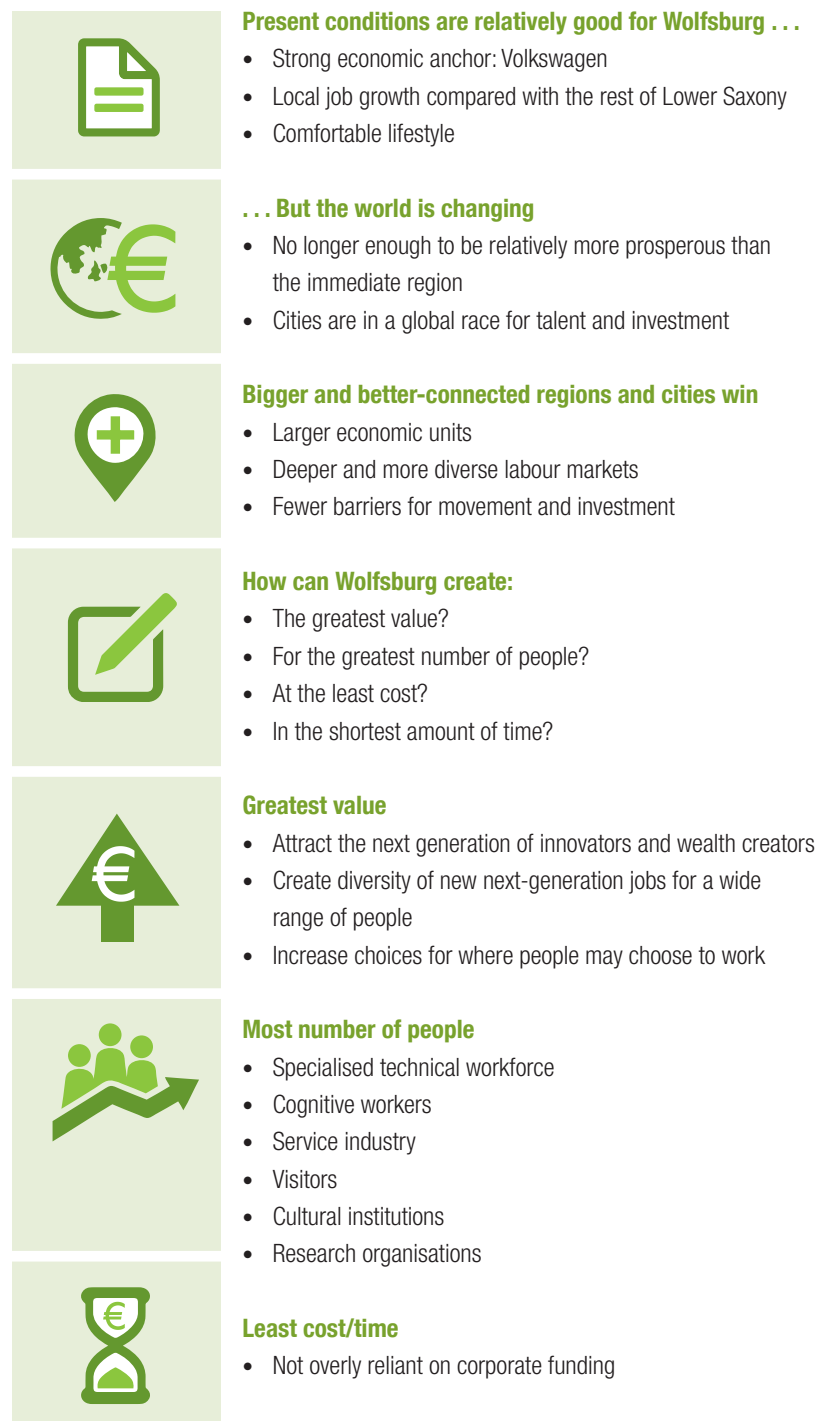 Present conditions are relatively good for Wolfsburg . . .
• Strong economic anchor: Volkswagen
• Local job growth compared with the rest of Lower Saxony
• Comfortable lifestyle
€
. . . But the world is changing
• No longer enough to be relatively more prosperous than
the immediate region
• Cities are in a global race for talent and investment
Bigger and better-connected regions and cities win
• Larger economic units
• Deeper and more diverse labour markets
• Fewer barriers for movement and investment
How can Wolfsburg create:
• The greatest value?
• For the greatest number of people?
• At the least cost?
• In the shortest amount of time?
€
Greatest value
• Attract the next generation of innovators and wealth creators
• Create diversity of new next-generation jobs for a wide
range of people
• Increase choices for where people may choose to work
Most number of people
• Specialised technical workforce
• Cognitive workers
• Service industry
• Visitors
• Cultural institutions
• Research organisations
€
Least cost/time
• Not overly reliant on corporate funding